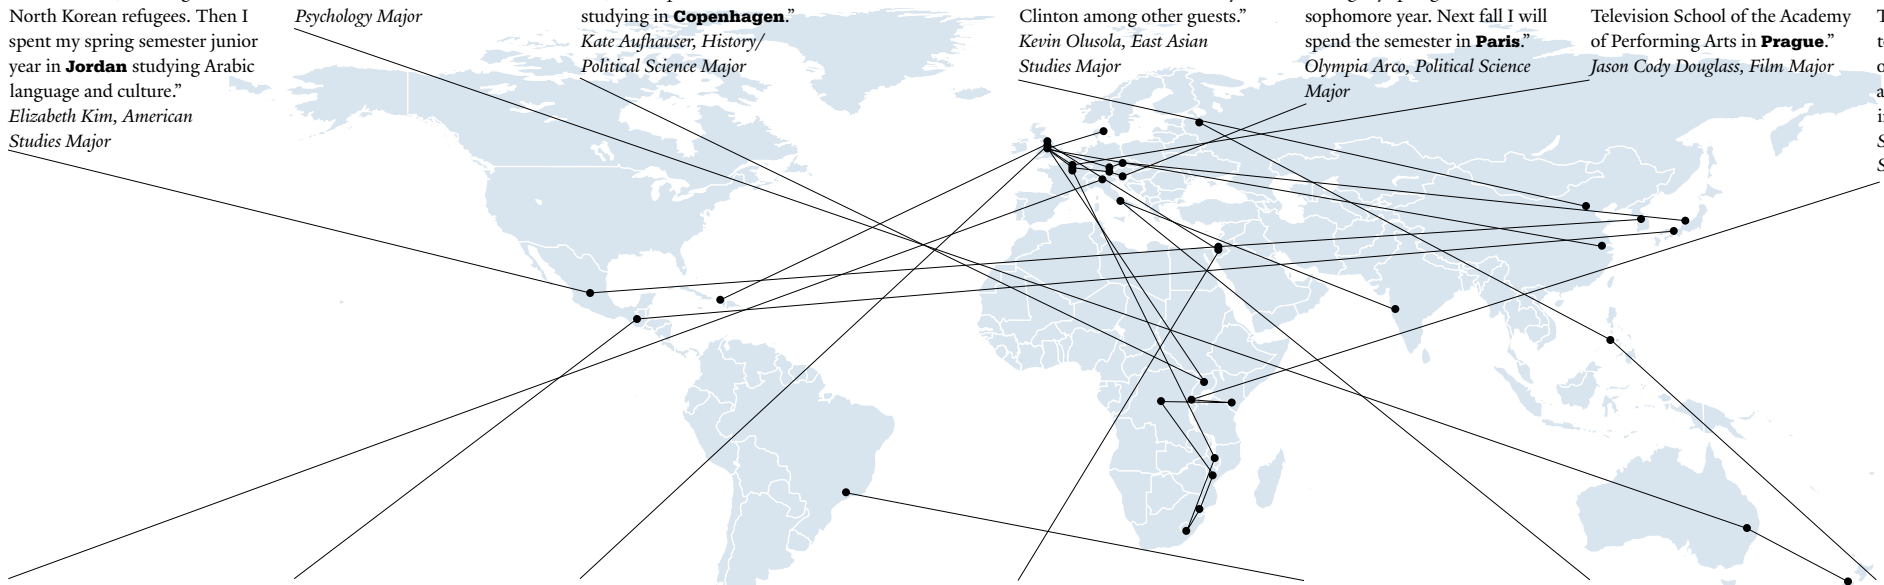 North Korean refugees. Then I
spent my spring semester junior
year in Jordan studying Arabic
language and culture.”
Elizabeth Kim, American
Studies Major
Psychology Major
studying in Copenhagen.”
Kate Aufhauser, History/
Political Science Major
Clinton among other guests.”
Kevin Olusola, East Asian
Studies Major
sophomore year. Next fall I will
spend the semester in Paris.”
Olympia Arco, Political Science
Major
Television School of the Academy
of Performing Arts in Prague.”
Jason Cody Douglass, Film Major